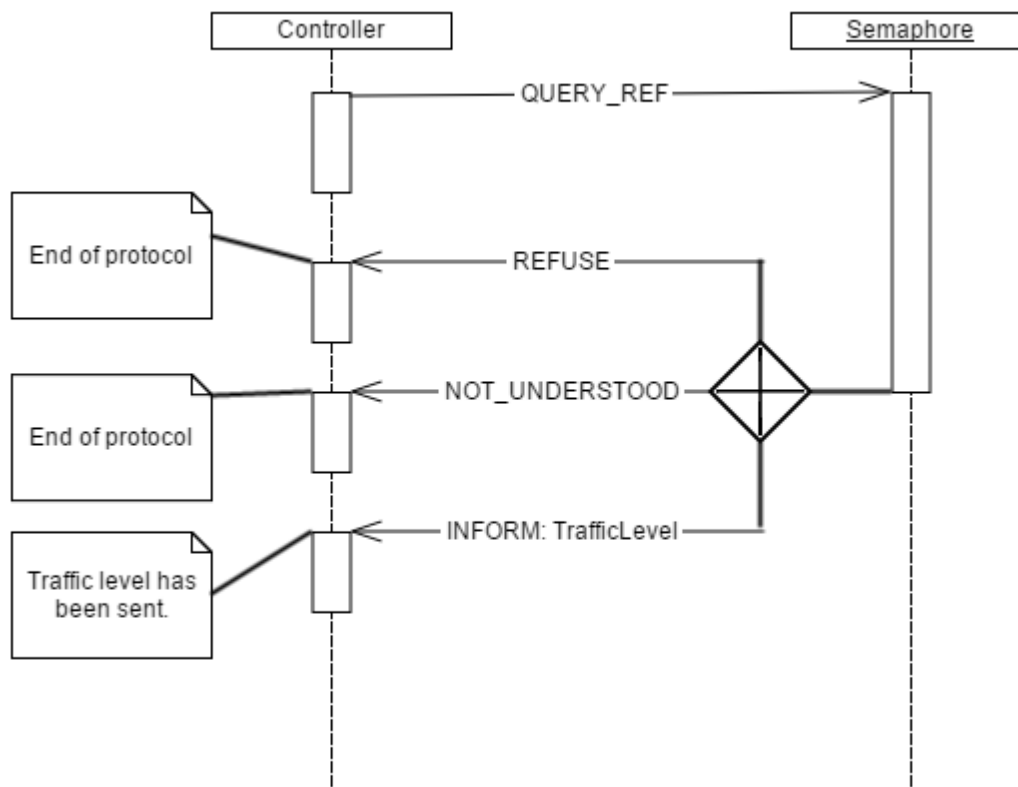 Controller
Semaphore
QUERY_REF
End of protocol
REFUSE
End of protocol
NOT_UNDERSTOOD
INFORM: TrafficLevel
Traffic level has
been sent.